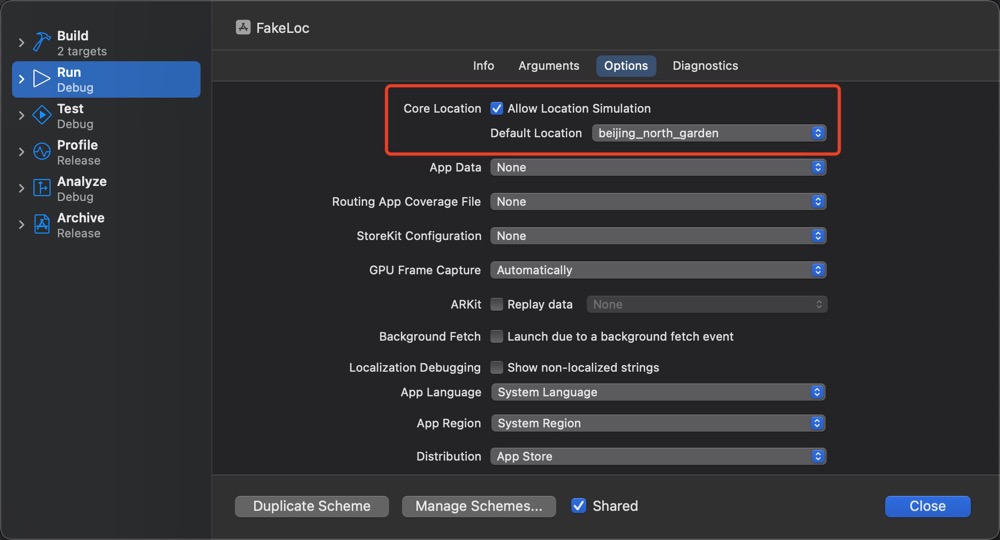 FakeLoc
Build
2 targets
Run
Debug
Test
Debug
Profile
Release
Analyze
Debug
Archive
Release
Info Arguments Options Diagnostics
Core Location Allow Location Simulation
Default Location beijing_north_garden
App Data None
Routing App Coverage File None
StoreKit Configuration None
GPU Frame Capture Automatically
ARKit Replay data None
Background Fetch Launch due to a background fetch event
Localization Debugging Show non-localized strings
App Language System Language
App Region System Region
Distribution App Store
Duplicate Scheme Manage Schemes... Shared Close